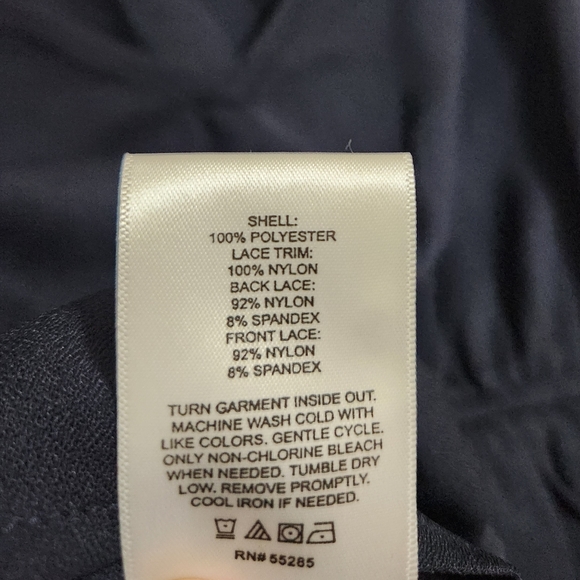 SHELL:
100% POLYESTER
LACE TRIM:
100% NYLON
BACK LACE:
92% NYLON
8% SPANDEX
FRONT LACE:
92% NYLON
8% SPANDEX
TURN GARMENT INSIDE OUT.
MACHINE WASH COLD WITH
LIKE COLORS. GENTLE CYCLE.
ONLY NON-CHLORINE BLEACH
WHEN NEEDED. TUMBLE DRY
LOW. REMOVE PROMPTLY.
COOL IRON IF NEEDED.
RN# 55285